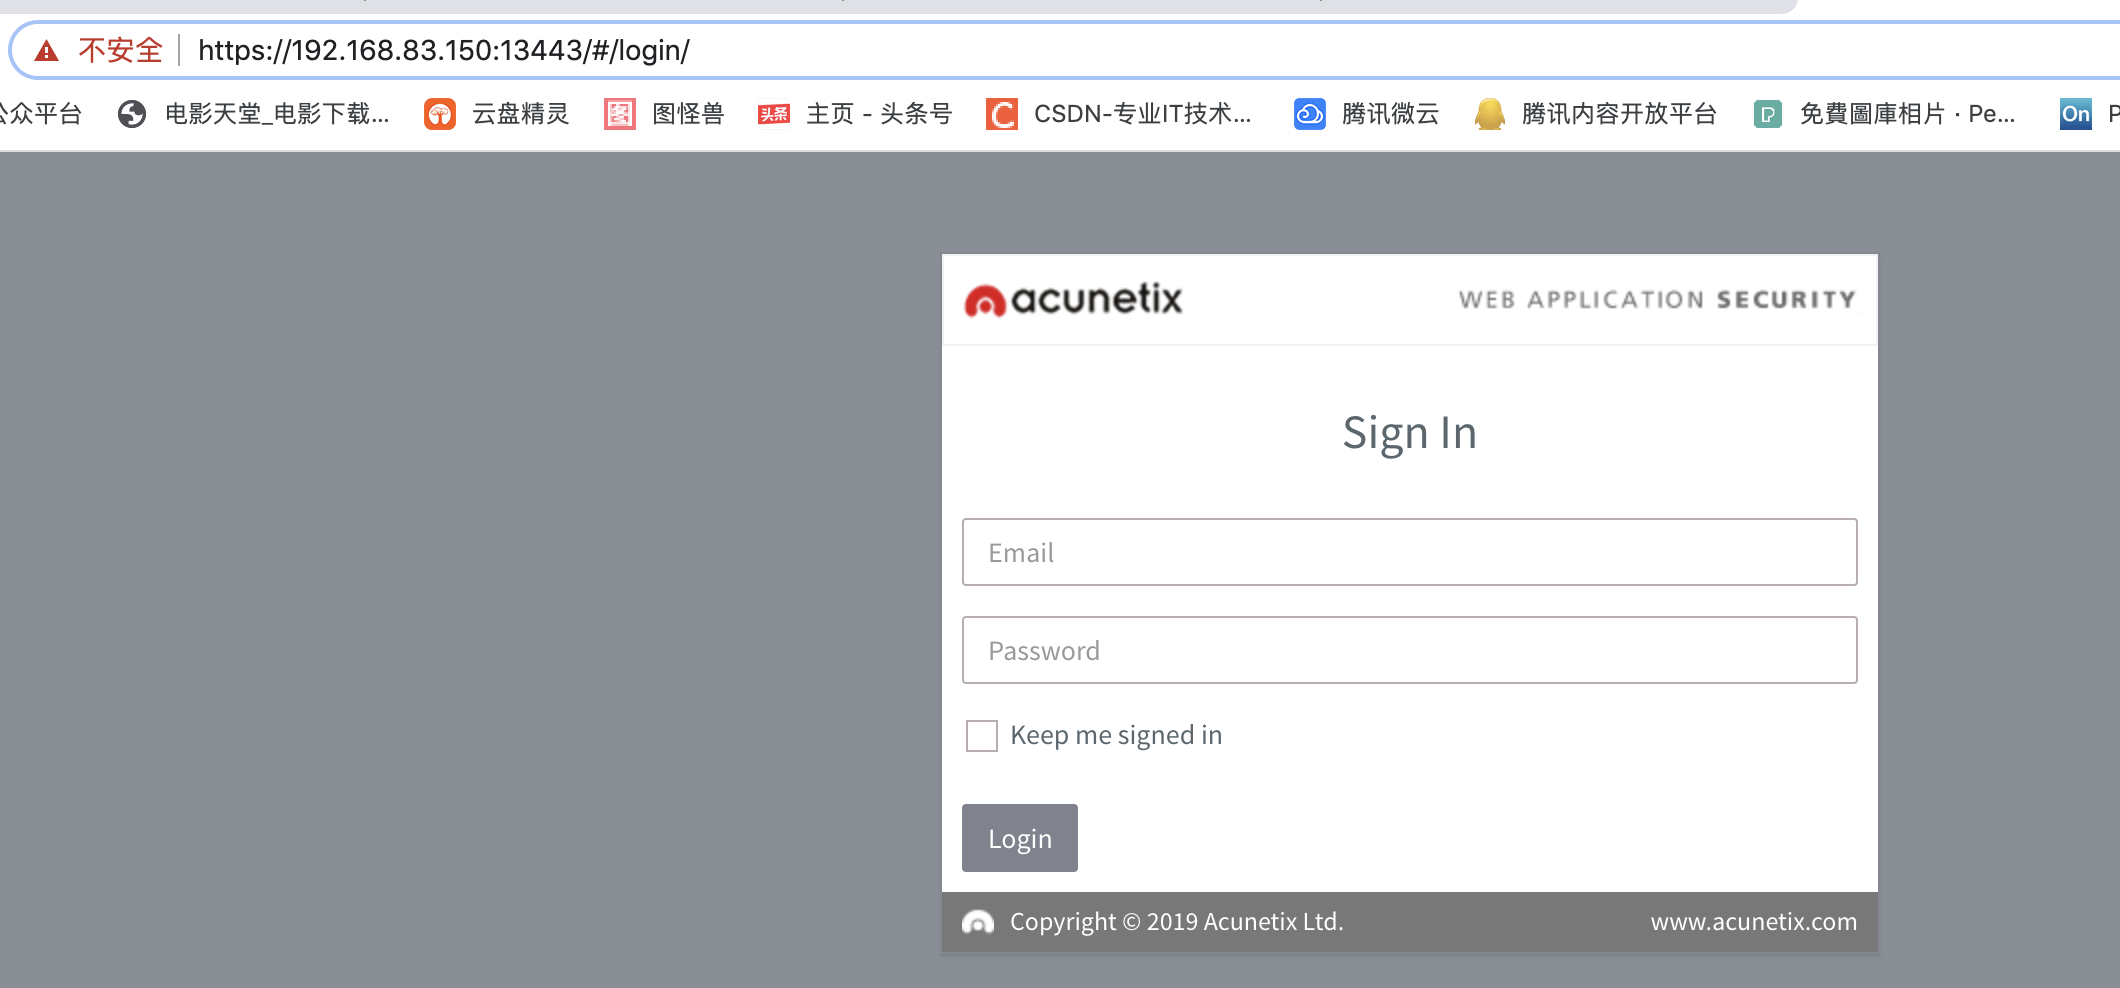 不安全 https://192.168.83.150:13443/#/login/
众平台 电影天堂_电影下载... 云盘精灵 图怪兽 头条 主页 - 头条号 CSDN-专业IT技术... 腾讯微云 腾讯内容开放平台 免費圖庫相片 · Pe... On
acunetix WEB APPLICATION SECURITY
Sign In
Email
Password
Keep me signed in
Login
Copyright © 2019 Acunetix Ltd. www.acunetix.com